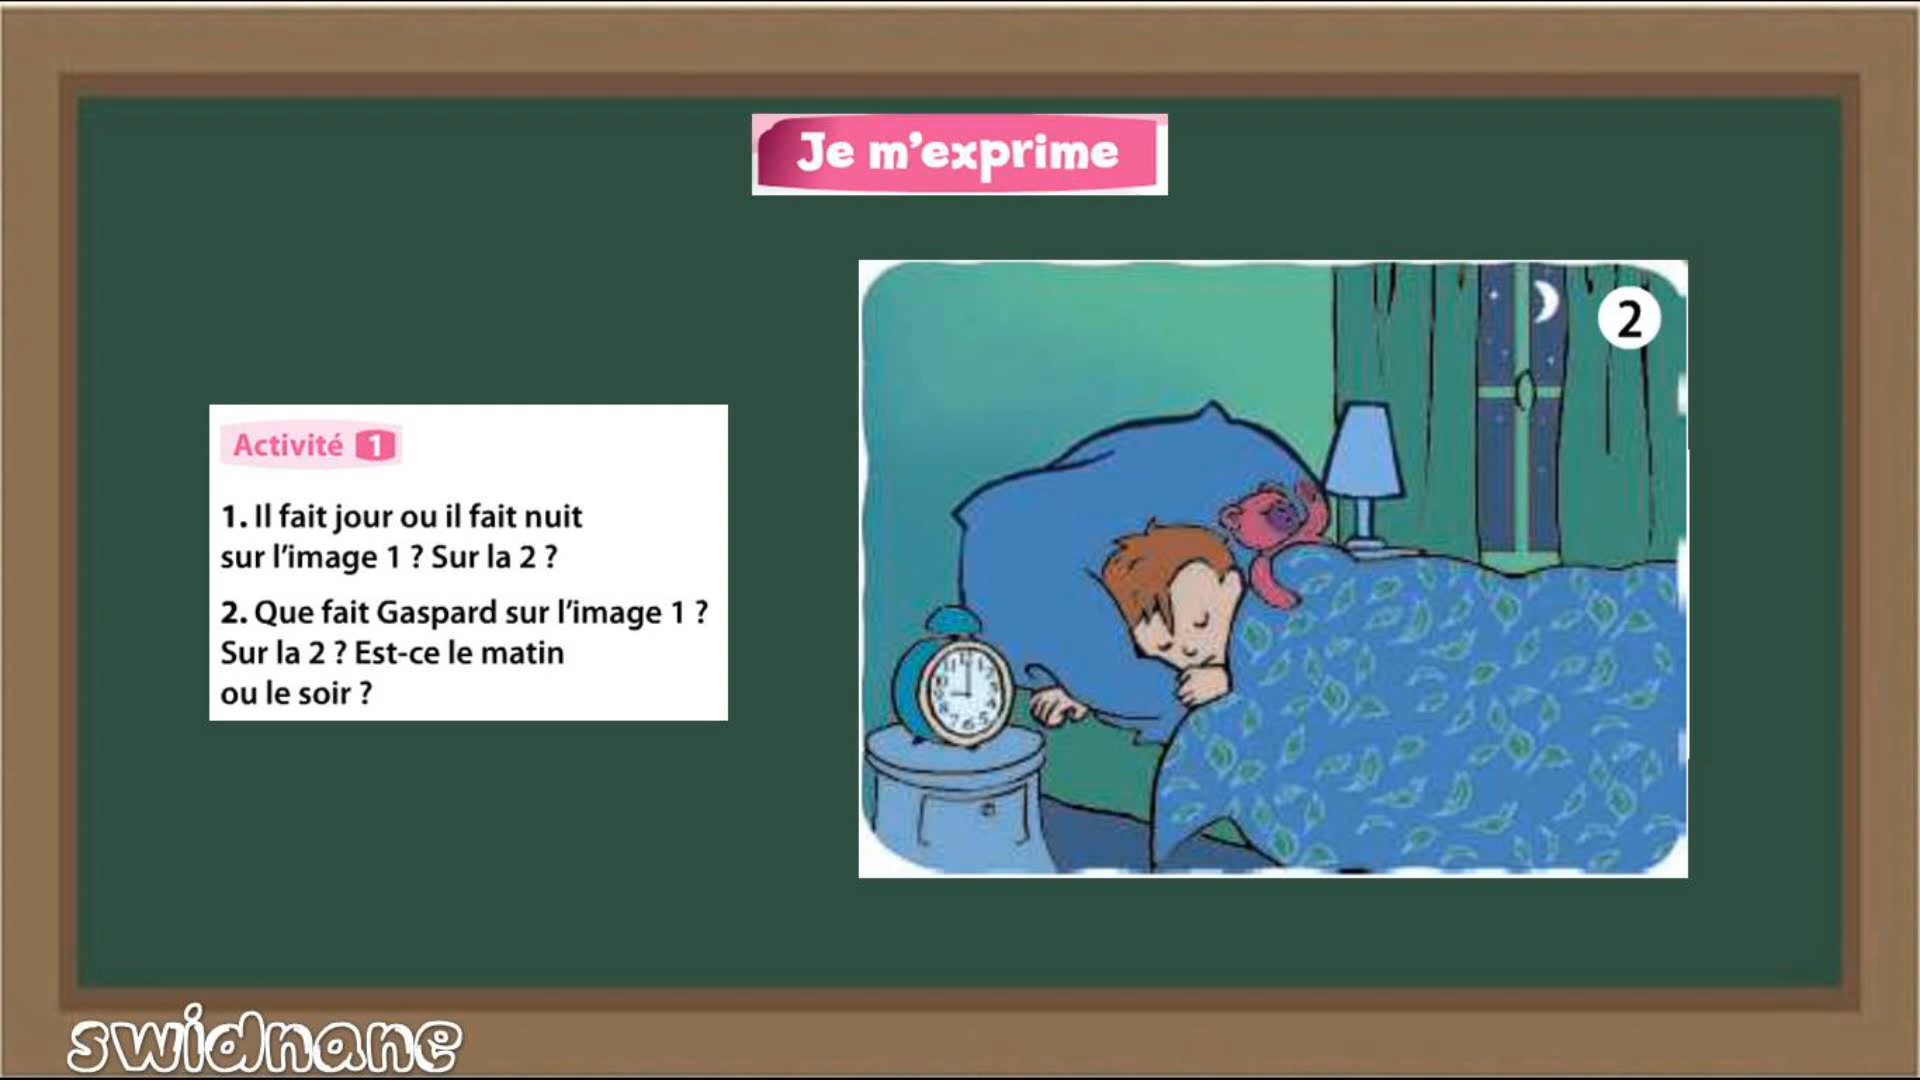 Je m'exprime
Activité 1
1. Il fait jour ou il fait nuit
sur l'image 1 ? Sur la 2 ?
2. Que fait Gaspard sur l'image 1 ?
Sur la 2 ? Est-ce le matin
ou le soir ?
2
swidnane